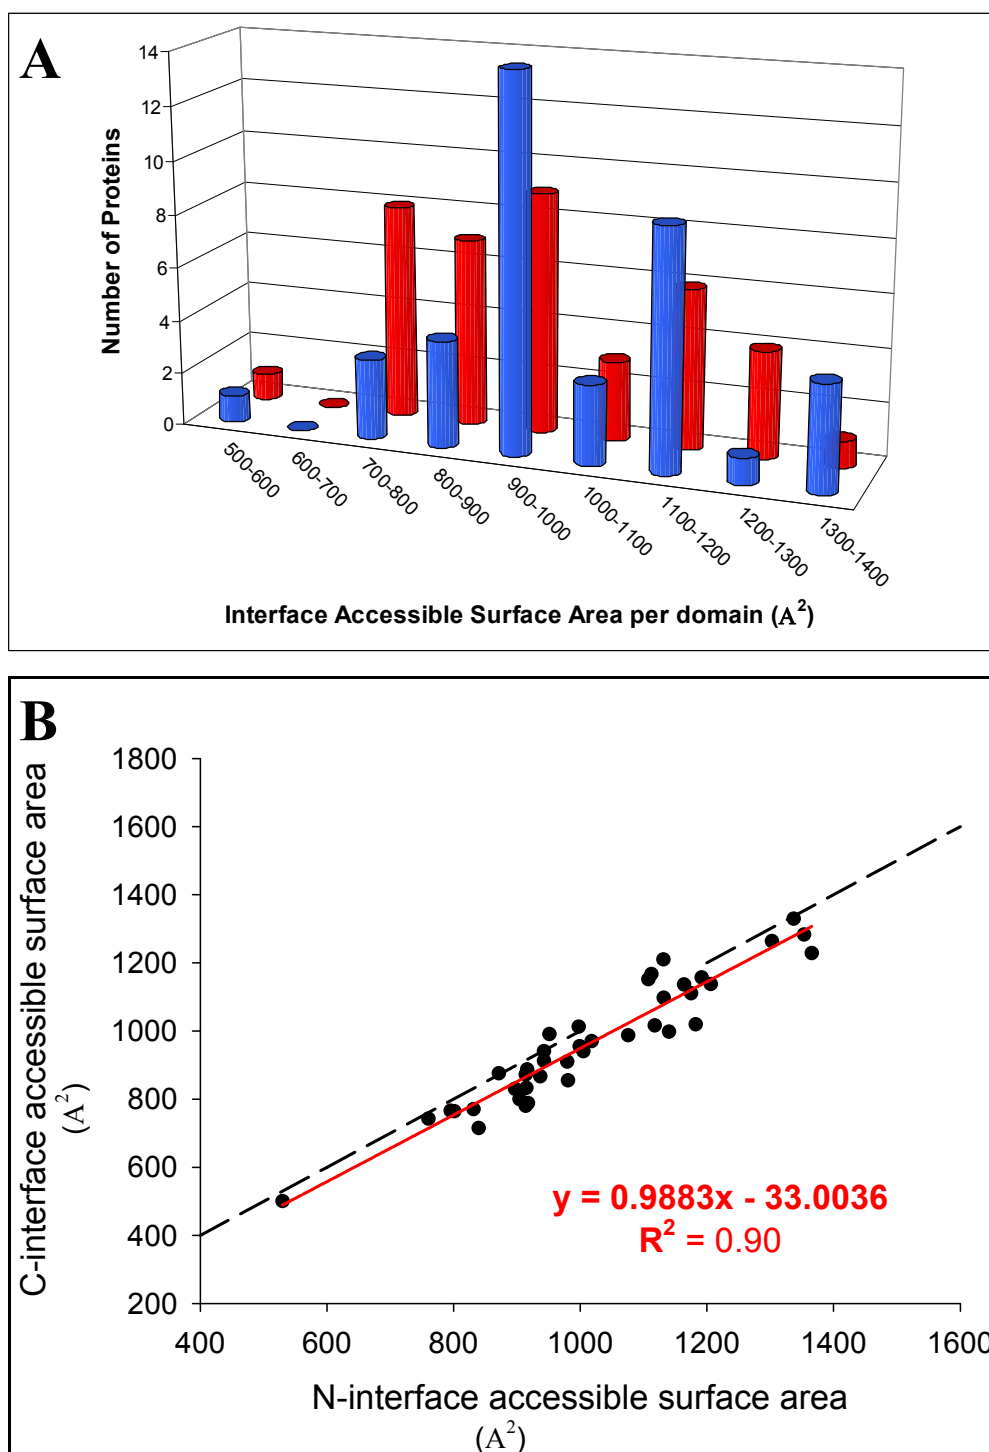 A
14
12
10
8
6
4
2
0
Number of Proteins
500-600
600-700
700-800
800-900
900-1000
1000-1100
1100-1200
1200-1300
1300-1400
Interface Accessible Surface Area per domain (A²)
B
1800
1600
1400
1200
1000
800
600
400
200
C-interface accessible surface area
(A²)
y = 0.9883x - 33.0036
R² = 0.90
400 600 800 1000 1200 1400 1600
N-interface accessible surface area
(A²)